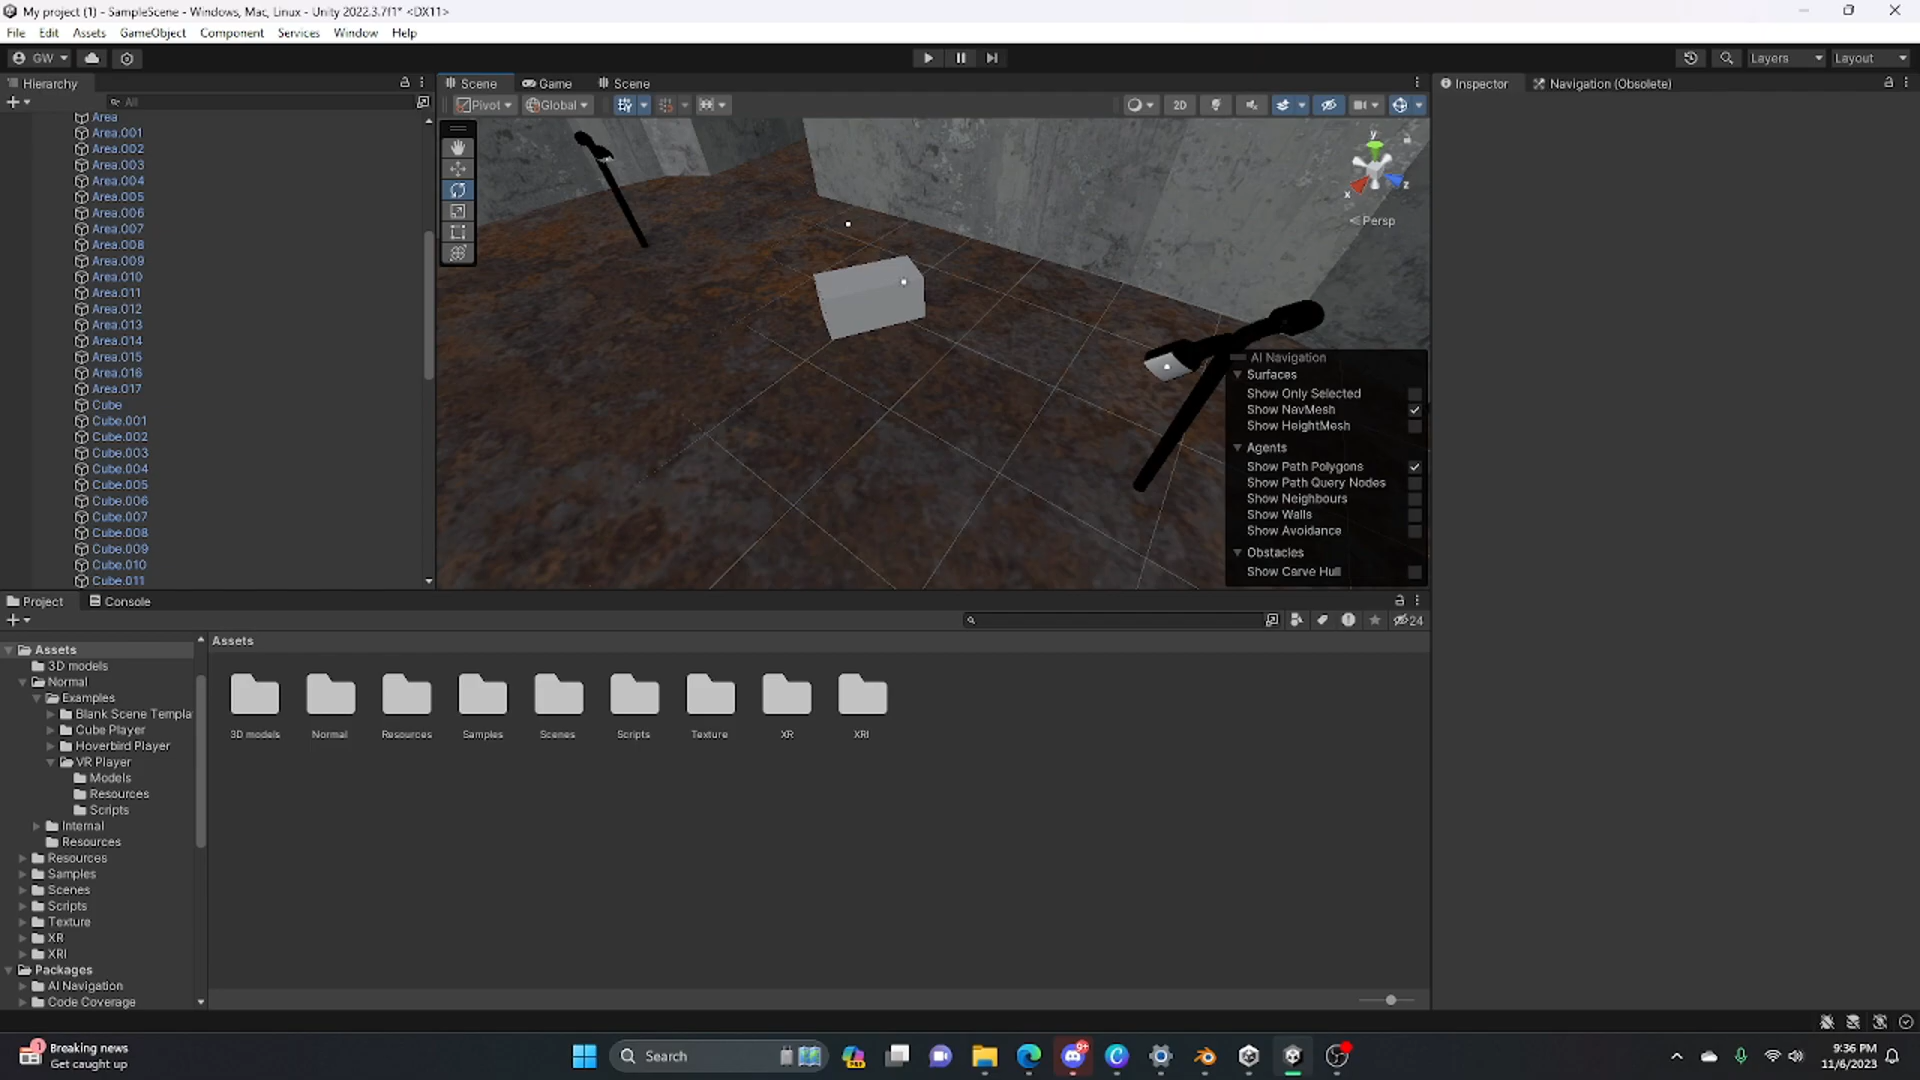 My project (1) - SampleScene - Windows, Mac, Linux - Unity 2022.3.7f1* <DX11>
File Edit Assets GameObject Component Services Window Help
GW Layers Layout
Hierarchy
All
Area
Area.001
Area.002
Area.003
Area.004
Area.005
Area.006
Area.007
Area.008
Area.009
Area.010
Area.011
Area.012
Area.013
Area.014
Area.015
Area.016
Area.017
Cube
Cube.001
Cube.002
Cube.003
Cube.004
Cube.005
Cube.006
Cube.007
Cube.008
Cube.009
Cube.010
Cube.011
Scene Game Scene
Pivot Global 2D
y
x z
Persp
AI Navigation
Surfaces
Show Only Selected
Show NavMesh
Show HeightMesh
Agents
Show Path Polygons
Show Path Query Nodes
Show Neighbours
Show Walls
Show Avoidance
Obstacles
Show Carve Hull
Inspector Navigation (Obsolete)
Project Console
24
Assets
3D models
Normal
Examples
Blank Scene Templa
Cube Player
Hoverbird Player
VR Player
Models
Resources
Scripts
Internal
Resources
Resources
Samples
Scenes
Scripts
Texture
XR
XRI
Packages
AI Navigation
Code Coverage
Assets
3D models Normal Resources Samples Scenes Scripts Texture XR XRI
1 Breaking news
Get caught up
Search
9+
9:36 PM
11/6/2023